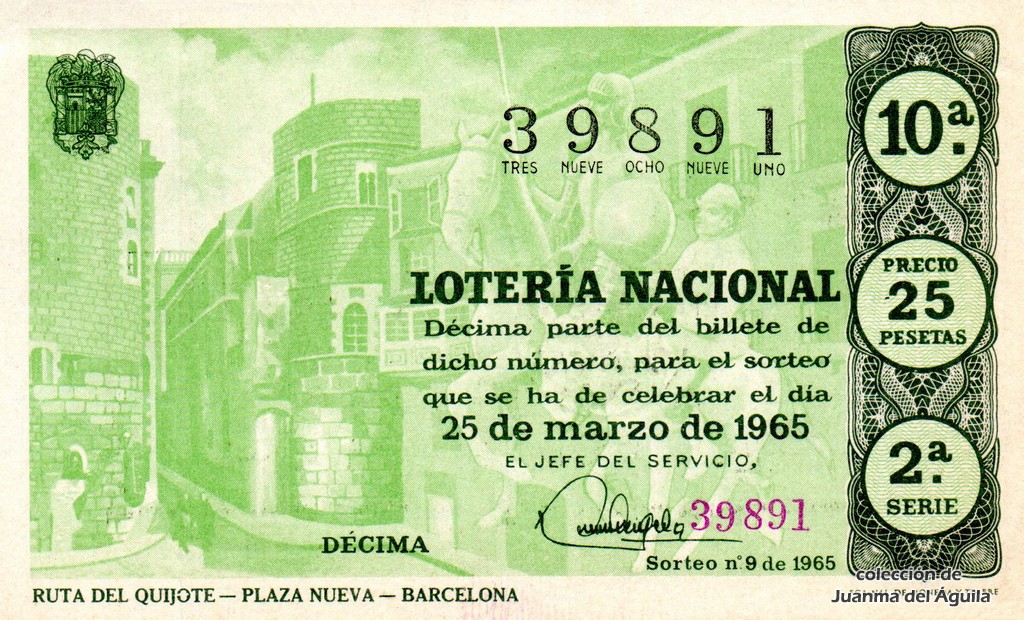 39891
TRES NUEVE OCHO NUEVE UNO
LOTERÍA NACIONAL
Décima parte del billete de
dicho número, para el sorteo
que se ha de celebrar el día
25 de marzo de 1965
EL JEFE DEL SERVICIO,
39891
DÉCIMA
Sorteo nº 9 de 1965
10.ª
PRECIO
25
PESETAS
2.ª
SERIE
RUTA DEL QUIJOTE — PLAZA NUEVA — BARCELONA
colección de
Juanma del Águila